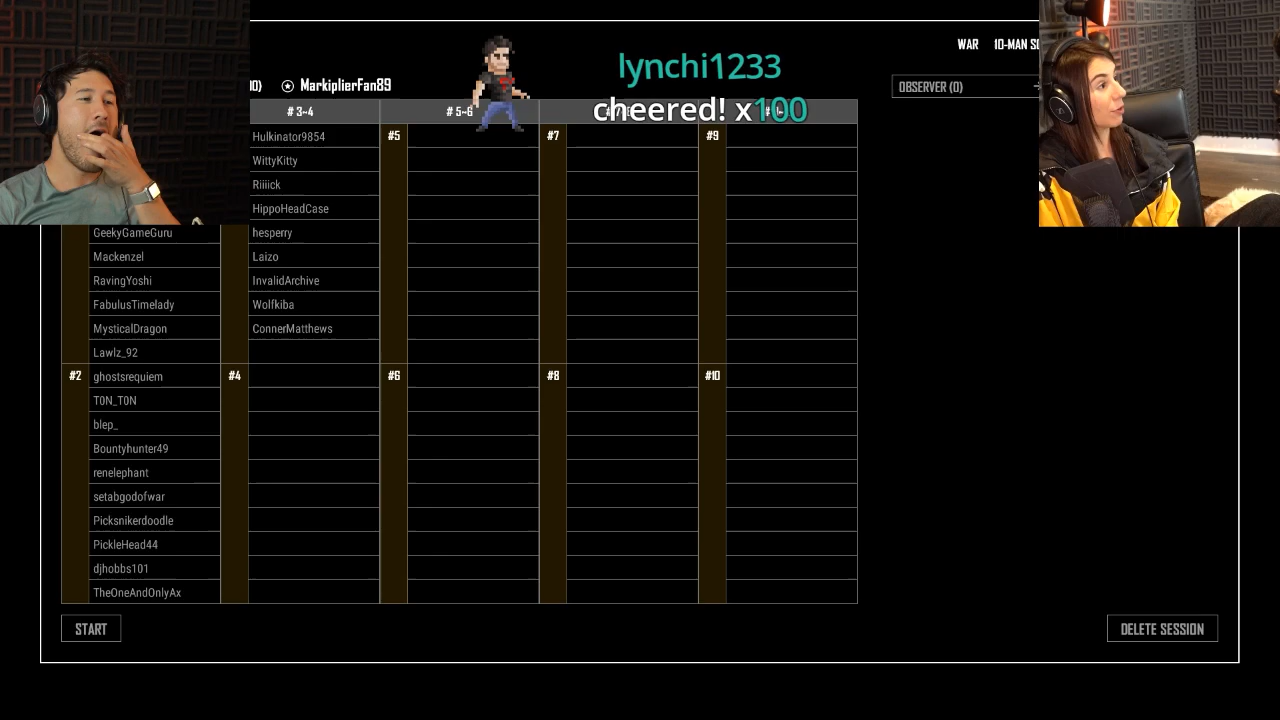 lynchi1233
cheered! x100
WAR 10-MAN
MarkiplierFan89
OBSERVER (0)
# 3~4
# 5~6
Hulkinator9854
#5
#7
#9
WittyKitty
Riiiick
HippoHeadCase
GeekyGameGuru
hesperry
Mackenzel
Laizo
RavingYoshi
InvalidArchive
FabulusTimelady
Wolfkiba
MysticalDragon
ConnerMatthews
Lawlz_92
#2
ghostsrequiem
#4
#6
#8
#10
T0N_T0N
blep_
Bountyhunter49
renelephant
setabgodofwar
Picksnikerdoodle
PickleHead44
djhobbs101
TheOneAndOnlyAx
START
DELETE SESSION